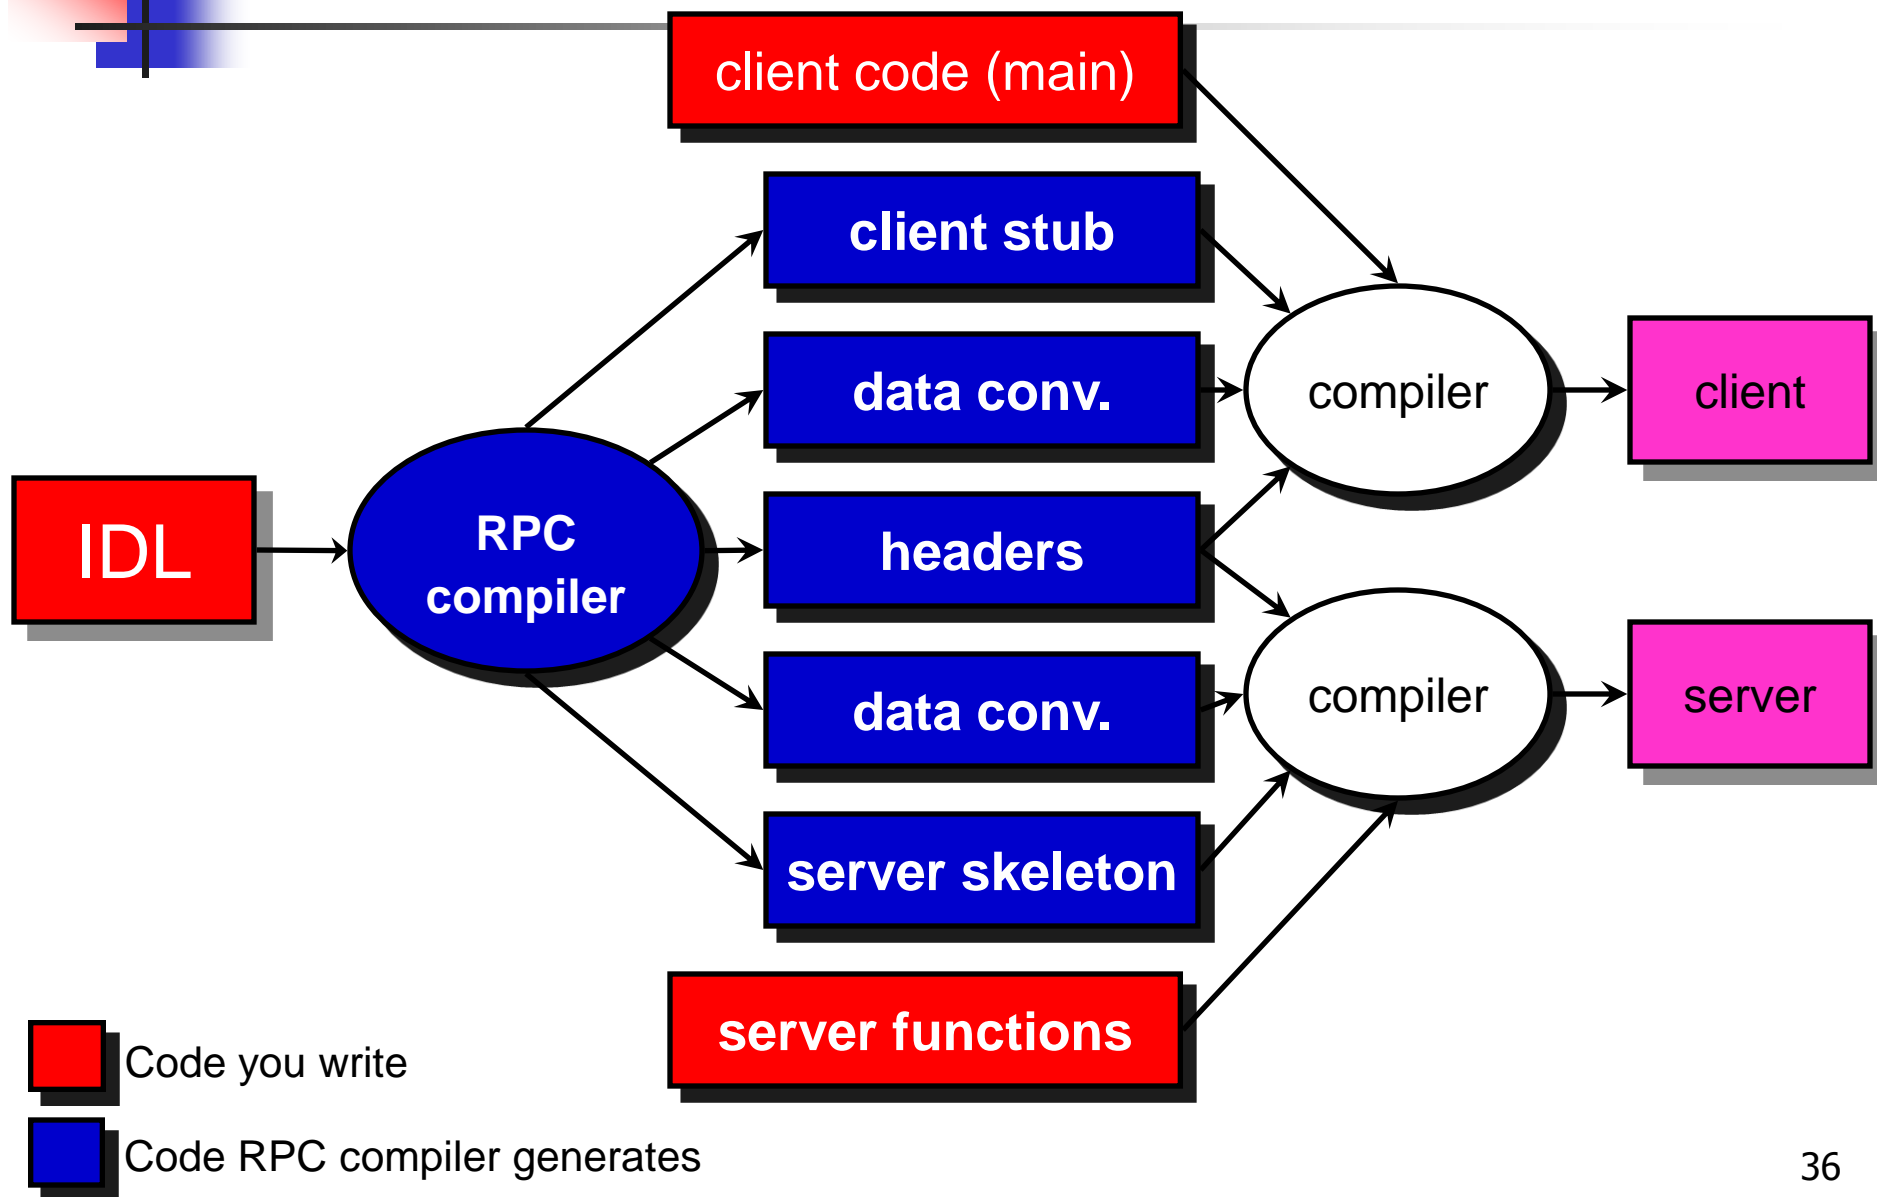 client code (main)
client stub
data conv.
compiler
client
IDL
RPC
compiler
headers
data conv.
compiler
server
server skeleton
server functions
Code you write
Code RPC compiler generates
36